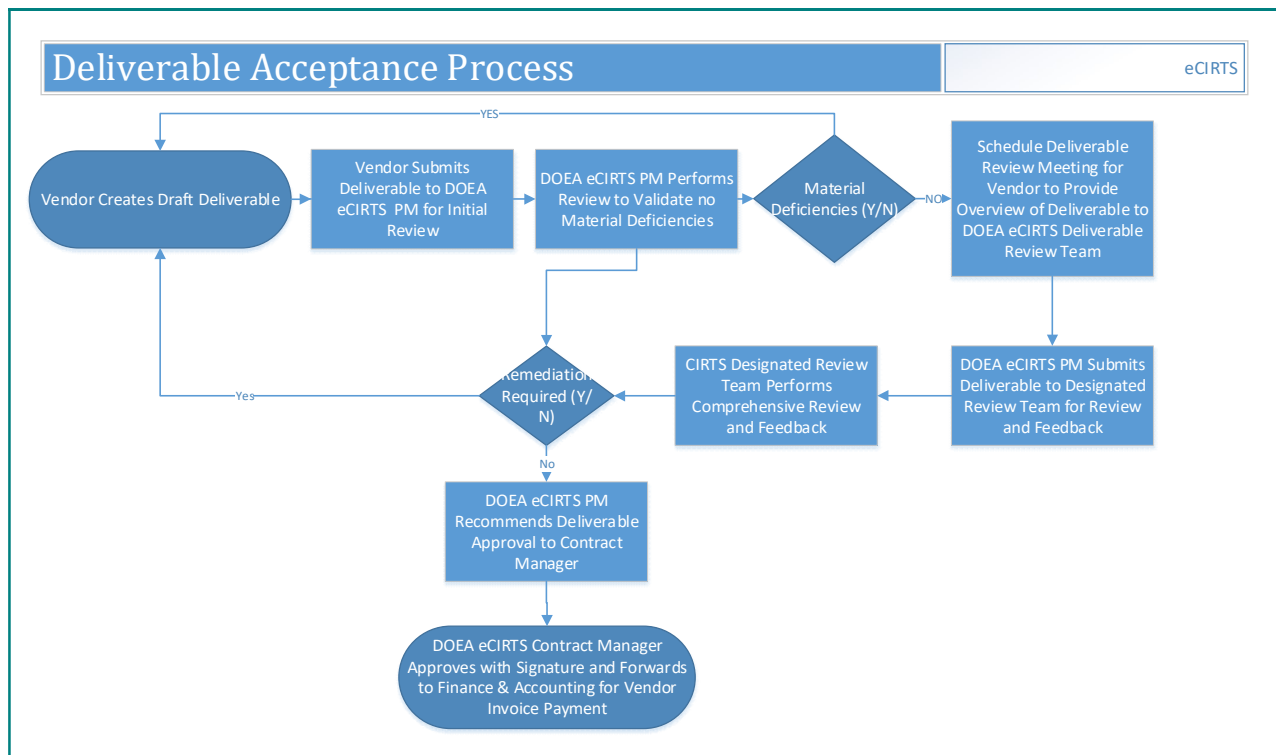 Deliverable Acceptance Process
eCIRTS
YES
Vendor Creates Draft Deliverable
Vendor Submits
Deliverable to DOEA
eCIRTS PM for Initial
Review
DOEA eCIRTS PM Performs
Review to Validate no
Material Deficiencies
Material
Deficiencies (Y/N)
NO
Schedule Deliverable
Review Meeting for
Vendor to Provide
Overview of Deliverable to
DOEA eCIRTS Deliverable
Review Team
DOEA eCIRTS PM Submits
Deliverable to Designated
Review Team for Review
and Feedback
CIRTS Designated Review
Team Performs
Comprehensive Review
and Feedback
Remediation
Required (Y/
N)
Yes
No
DOEA eCIRTS PM
Recommends Deliverable
Approval to Contract
Manager
DOEA eCIRTS Contract Manager
Approves with Signature and Forwards
to Finance & Accounting for Vendor
Invoice Payment